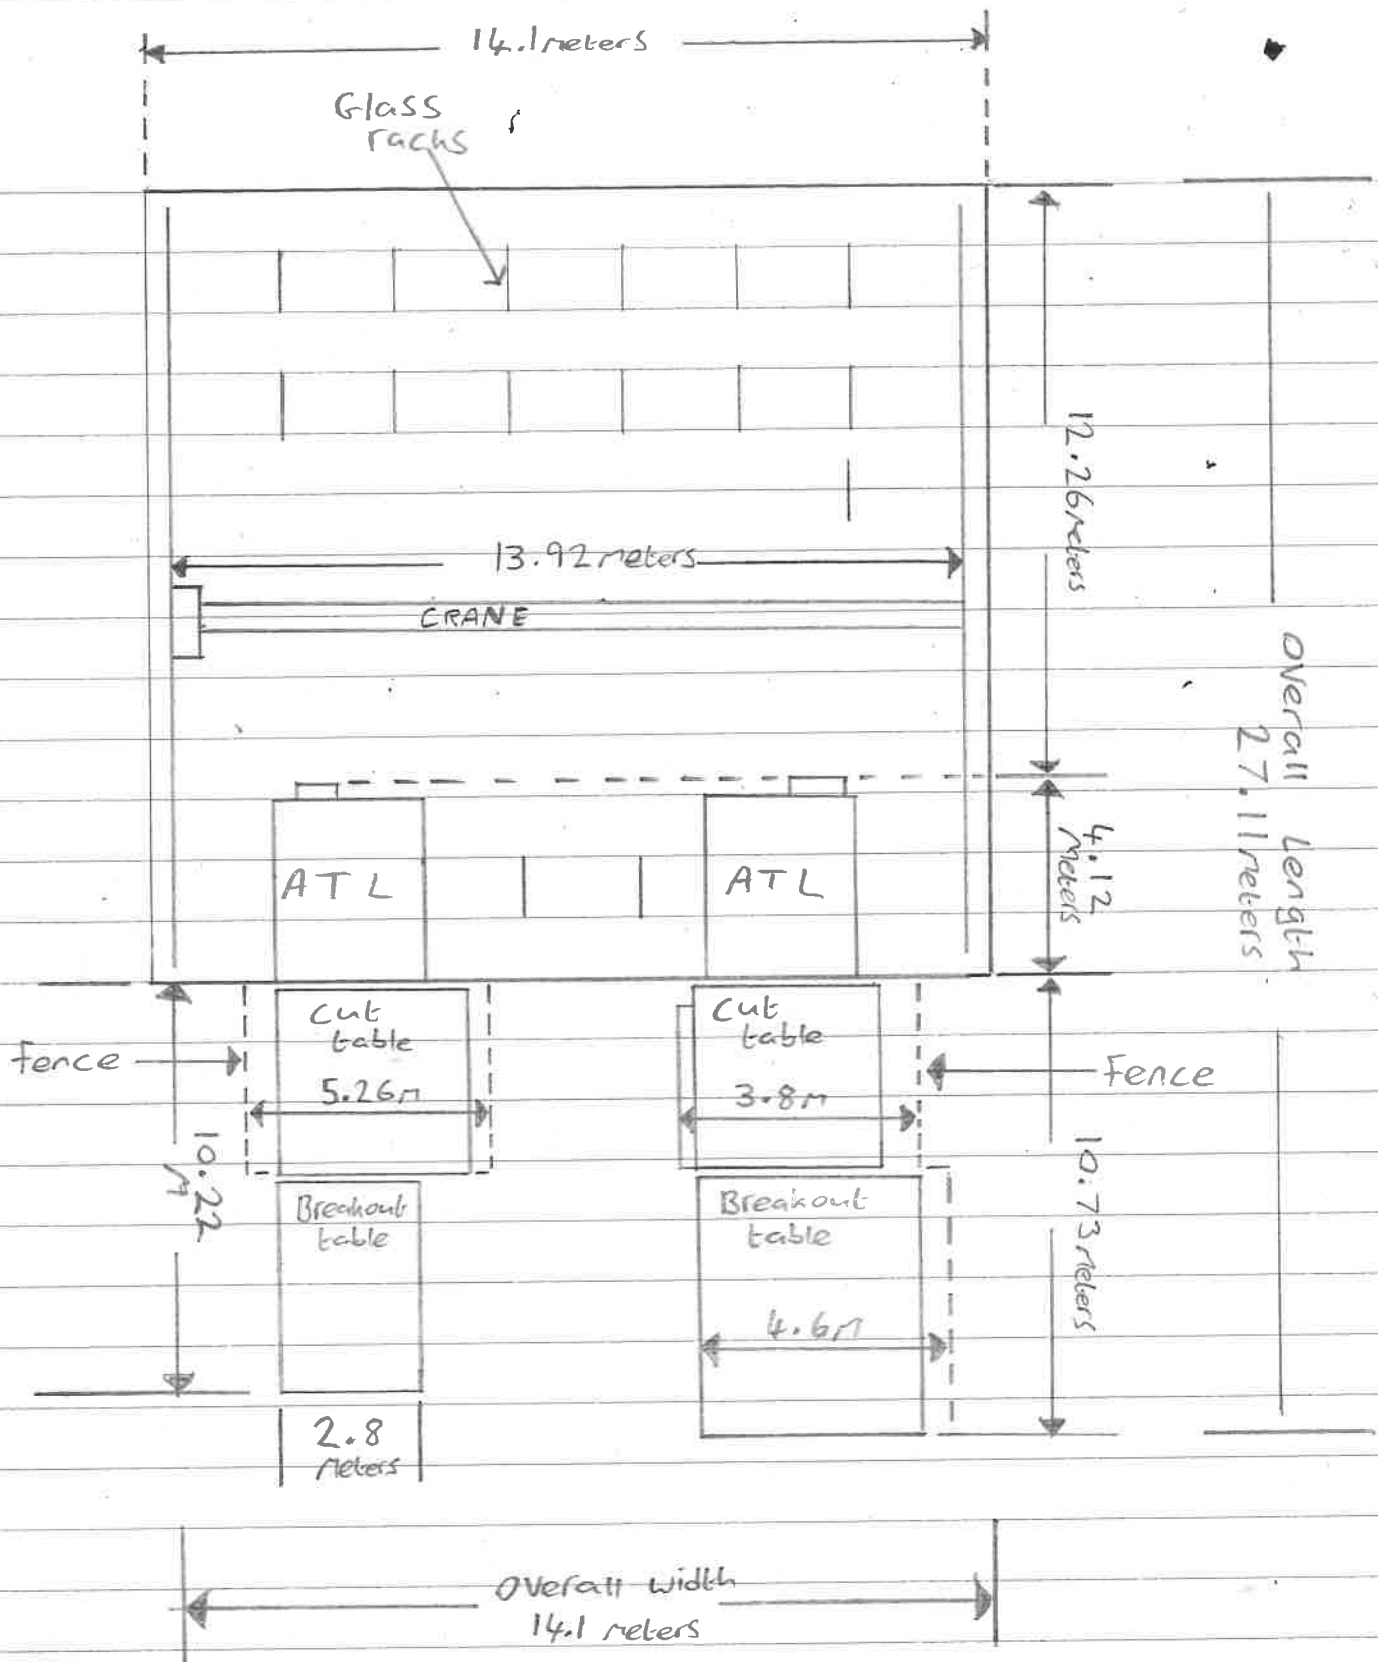 14.1 meters
Glass
racks
12.26 meters
13.92 meters
CRANE
Overall Length
27.11 meters
4.12
Meters
ATL
ATL
Cut
table
5.26m
Cut
table
3.8m
Fence
Fence
10.22
M
10.73 meters
Breakout
table
Breakout
table
4.6m
2.8
Meters
Overall width
14.1 meters